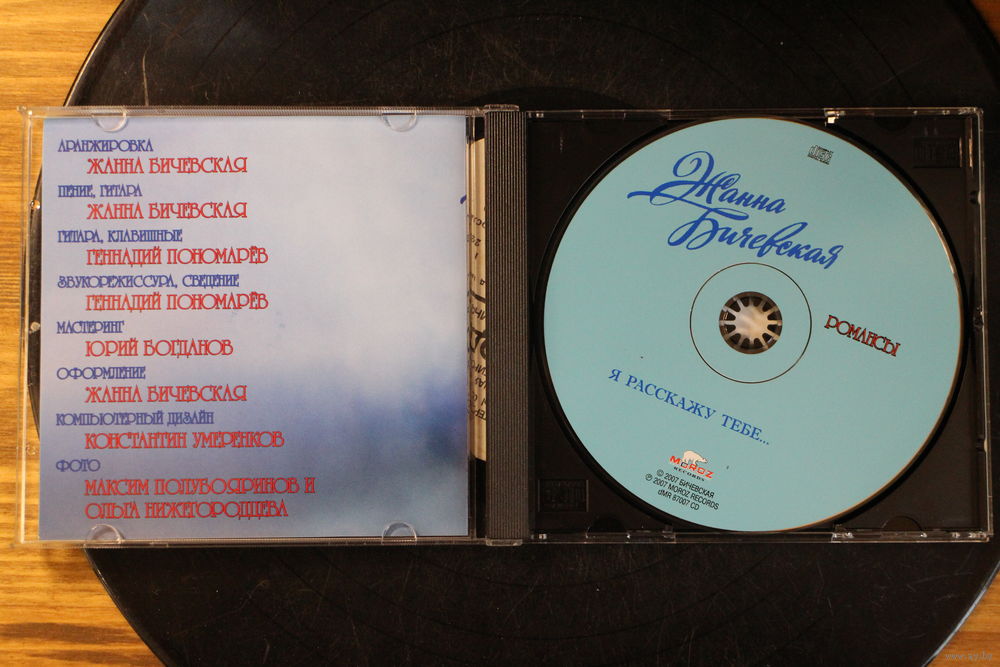 АРАНЖИРОВКА
ЖАННА БИЧЕВСКАЯ
ПЕНИЕ, ГИТАРА
ЖАННА БИЧЕВСКАЯ
ГИТАРА, КЛАВИШНЫЕ
ГЕННАДИЙ ПОНОМАРЁВ
ЗВУКОРЕЖИССУРА, СВЕДЕНИЕ
ГЕННАДИЙ ПОНОМАРЁВ
МАСТЕРИНГ
ЮРИЙ БОГДАНОВ
ОФОРМЛЕНИЕ
ЖАННА БИЧЕВСКАЯ
КОМПЬЮТЕРНЫЙ ДИЗАЙН
КОНСТАНТИН УМЕРЕНКОВ
ФОТО
МАКСИМ ПОЛУБОЯРИНОВ И
ОЛЬГА НИЖЕГОРОДЦЕВА
Жанна
Бичевская
РОМАНСЫ
Я РАССКАЖУ ТЕБЕ...
MOROZ
RECORDS
© 2007 БИЧЕВСКАЯ
℗ 2007 MOROZ RECORDS
dMR 87007 CD